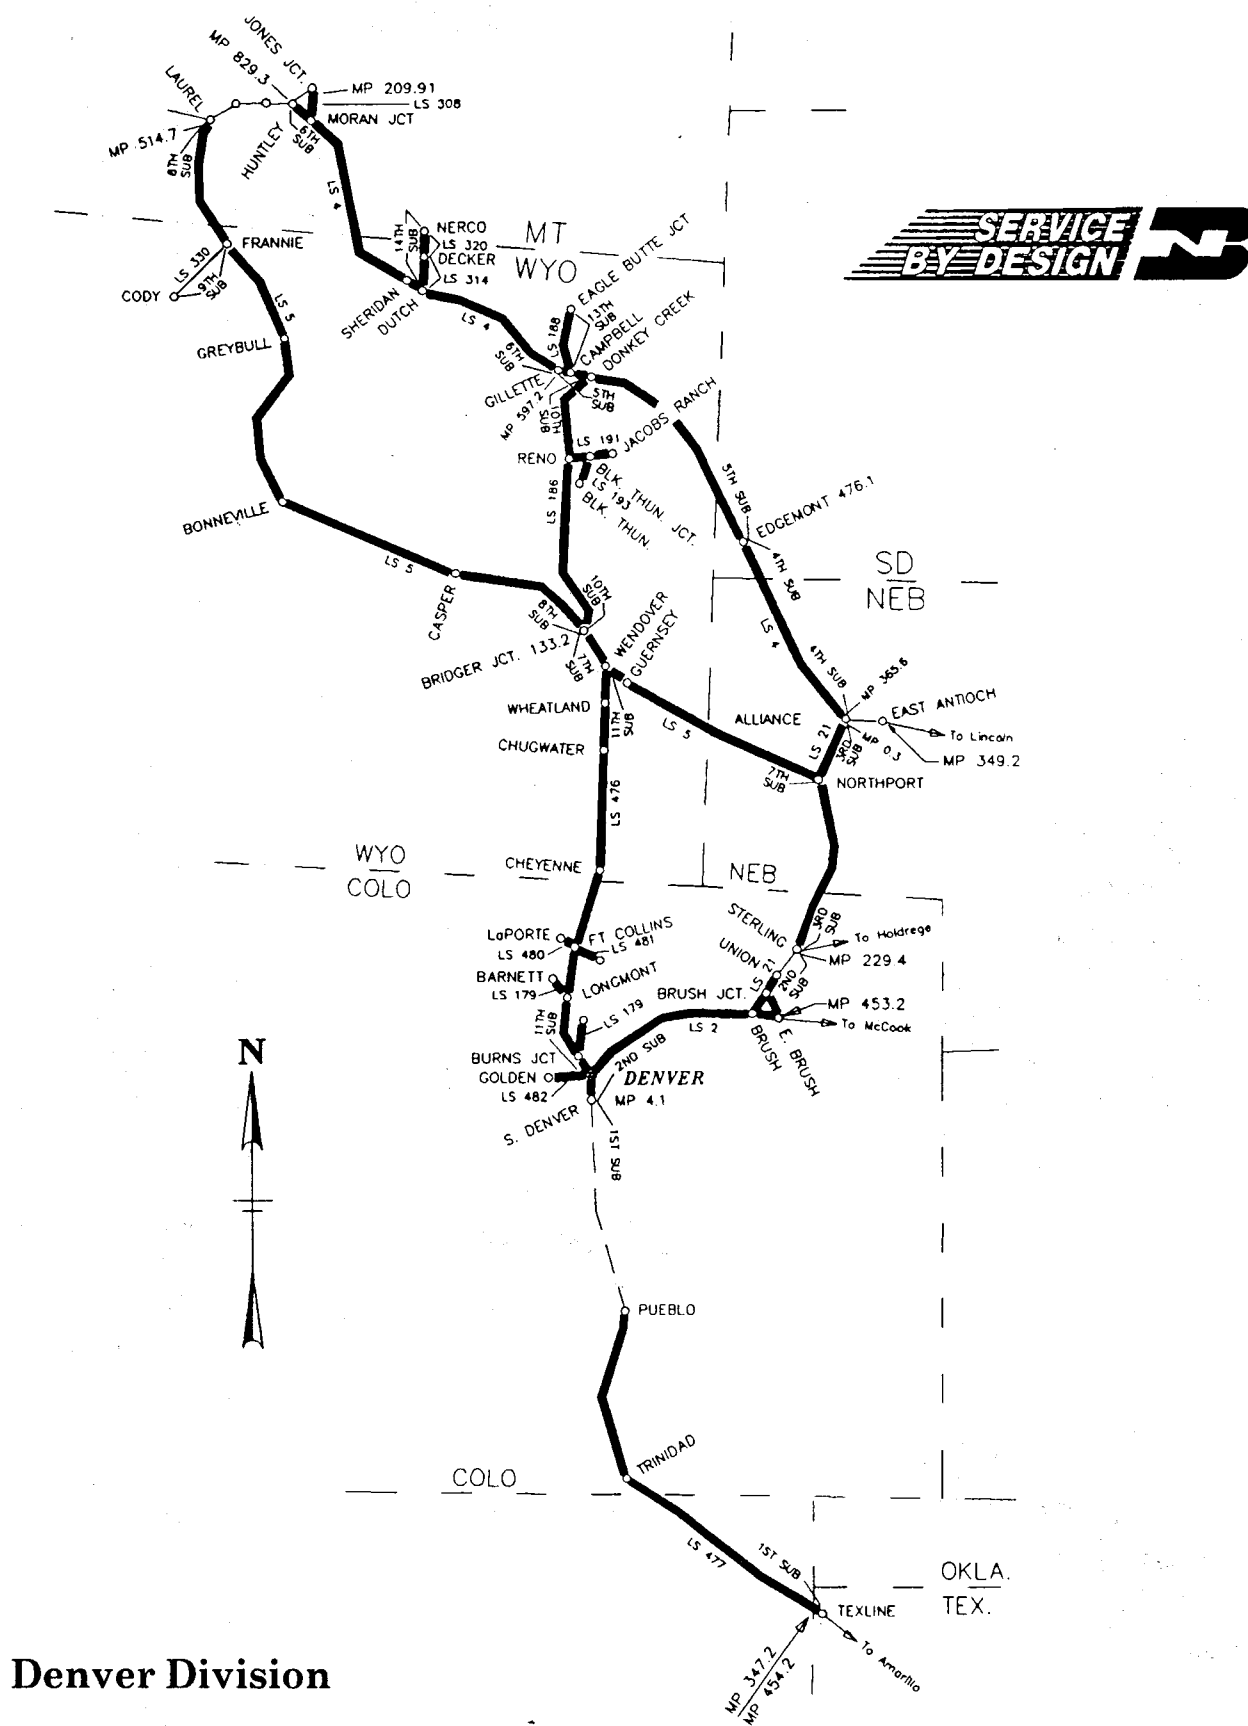 JONES JCT.
MP 829.3
LAUREL
MP 209.91
LS 308
MORAN JCT
MP 514.7
HUNTLEY
6TH
SUB
8TH
SUB
LS 4
MT
WYO
SERVICE
BY DESIGN
BN
FRANNIE
14TH
SUB
NERCO
LS 320
DECKER
LS 314
EAGLE BUTTE JCT
LS 330
9TH
SUB
CODY
LS 5
SHERIDAN
DUTCH
LS 4
13TH
SUB
LS 188
CAMPBELL
DONKEY CREEK
GREYBULL
6TH
SUB
GILLETTE
MP 597.2
5TH
SUB
10TH
SUB
JACOBS RANCH
LS 191
RENO
BLK. THUN. JCT.
LS 193
BLK. THUN.
LS 186
5TH SUB
EDGEMONT 476.1
4TH SUB
BONNEVILLE
LS 5
CASPER
SD
NEB
10TH
SUB
8TH
SUB
LS 4
WENDOVER
GUERNSEY
BRIDGER JCT. 133.2
7TH
SUB
4TH SUB
MP 365.6
WHEATLAND
11TH
SUB
LS 5
ALLIANCE
EAST ANTIOCH
To Lincoln
MP 0.3
LS 21
3RD
SUB
MP 349.2
CHUGWATER
7TH
SUB
NORTHPORT
LS 476
WYO
COLO
CHEYENNE
NEB
LaPORTE
FT COLLINS
LS 480
LS 481
STERLING
3RD
SUB
To Holdrege
MP 229.4
BARNETT
LONGMONT
LS 179
UNION
LS 21
2ND
SUB
BRUSH JCT.
MP 453.2
To McCook
LS 179
11TH
SUB
LS 2
BRUSH
E. BRUSH
BURNS JCT
2ND SUB
GOLDEN
DENVER
LS 482
MP 4.1
S. DENVER
1ST SUB
N
PUEBLO
TRINIDAD
COLO
LS 477
1ST SUB
OKLA.
TEX.
TEXLINE
To Amarillo
MP 347.2
MP 454.2
Denver Division